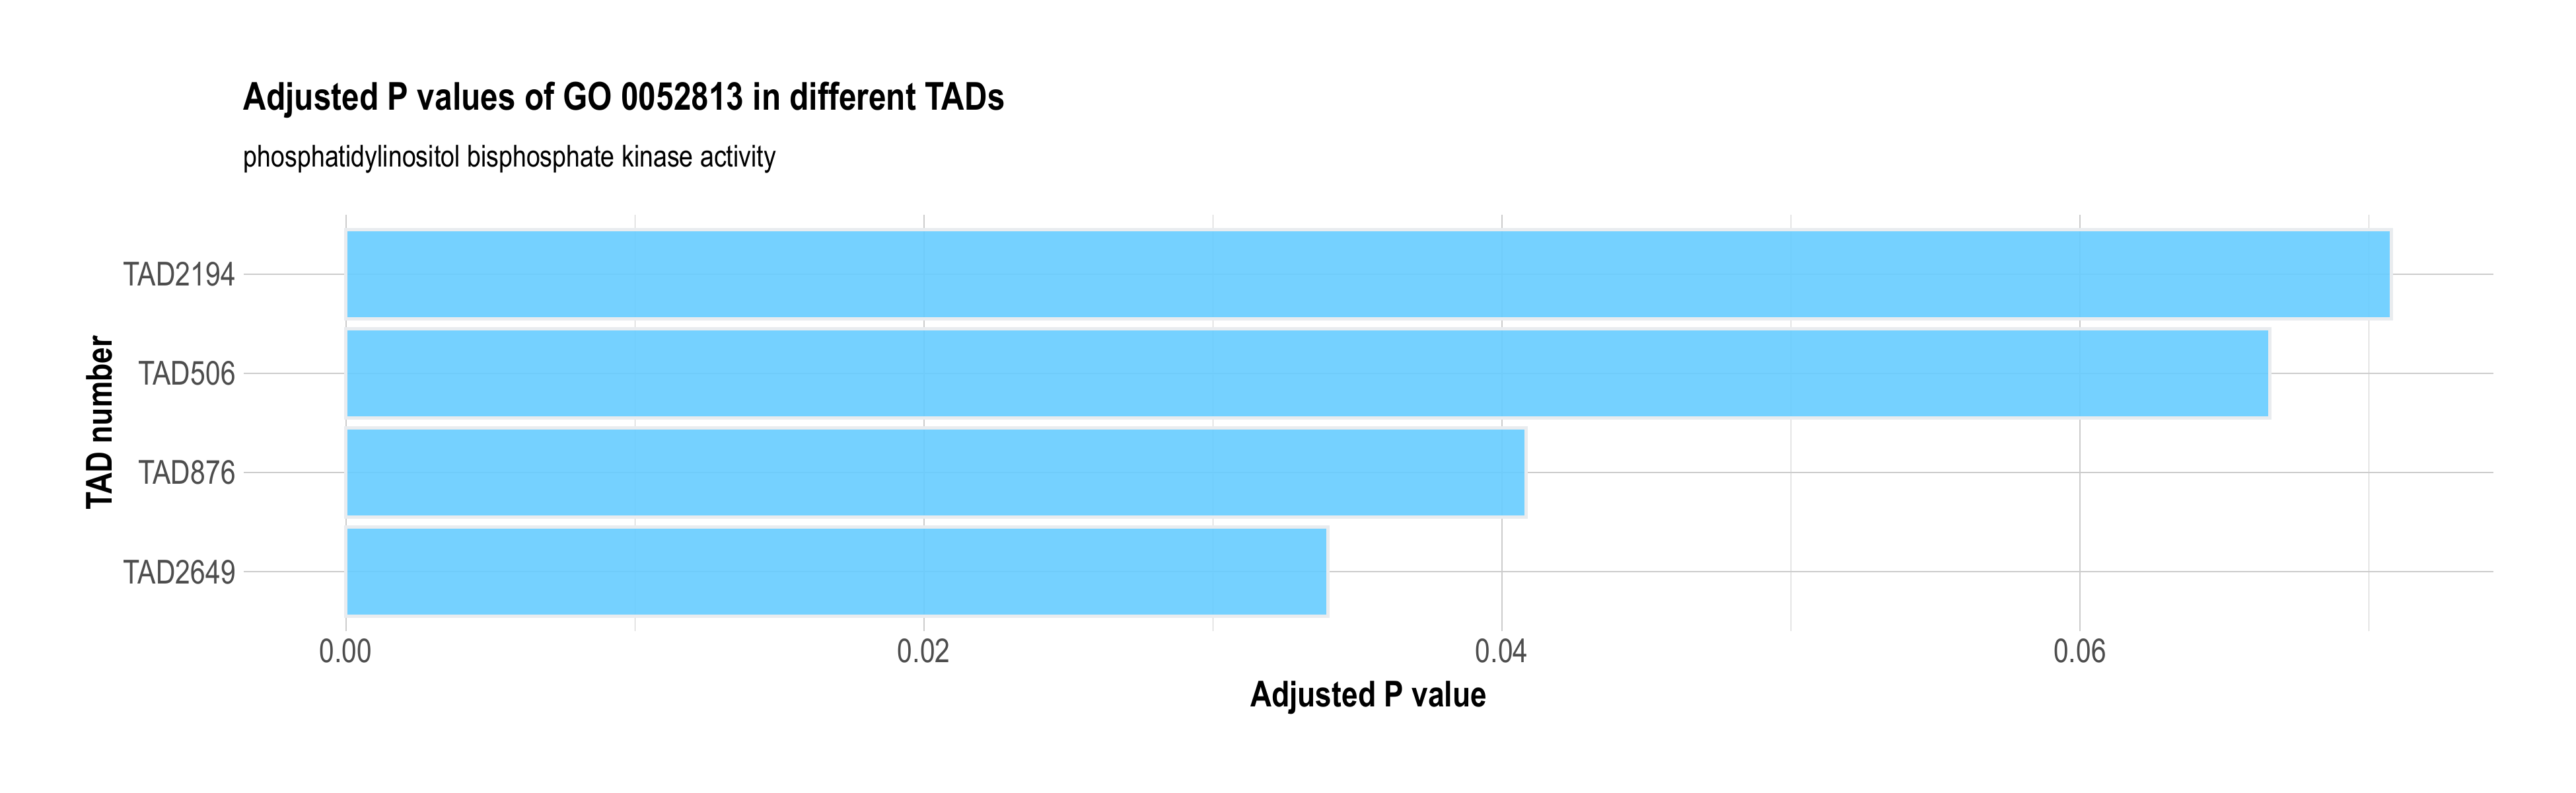 Adjusted P values of GO 0052813 in different TADs
phosphatidylinositol bisphosphate kinase activity
TAD number
TAD2194
TAD506
TAD876
TAD2649
0.00 0.02 0.04 0.06
Adjusted P value